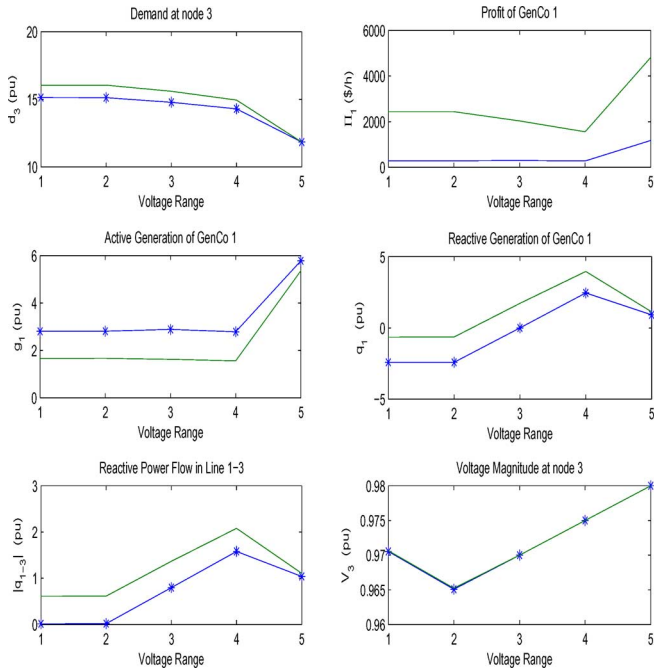 Demand at node 3
20
15
10
d3 (pu)
1 2 3 4 5
Voltage Range
Profit of GenCo 1
6000
4000
2000
0
Π1 ($/h)
1 2 3 4 5
Voltage Range
Active Generation of GenCo 1
6
4
2
0
g1 (pu)
1 2 3 4 5
Voltage Range
Reactive Generation of GenCo 1
5
0
−5
q1 (pu)
1 2 3 4 5
Voltage Range
Reactive Power Flow in Line 1−3
3
2
1
0
|q1−3| (pu)
1 2 3 4 5
Voltage Range
Voltage Magnitude at node 3
0.98
0.975
0.97
0.965
0.96
V3 (pu)
1 2 3 4 5
Voltage Range